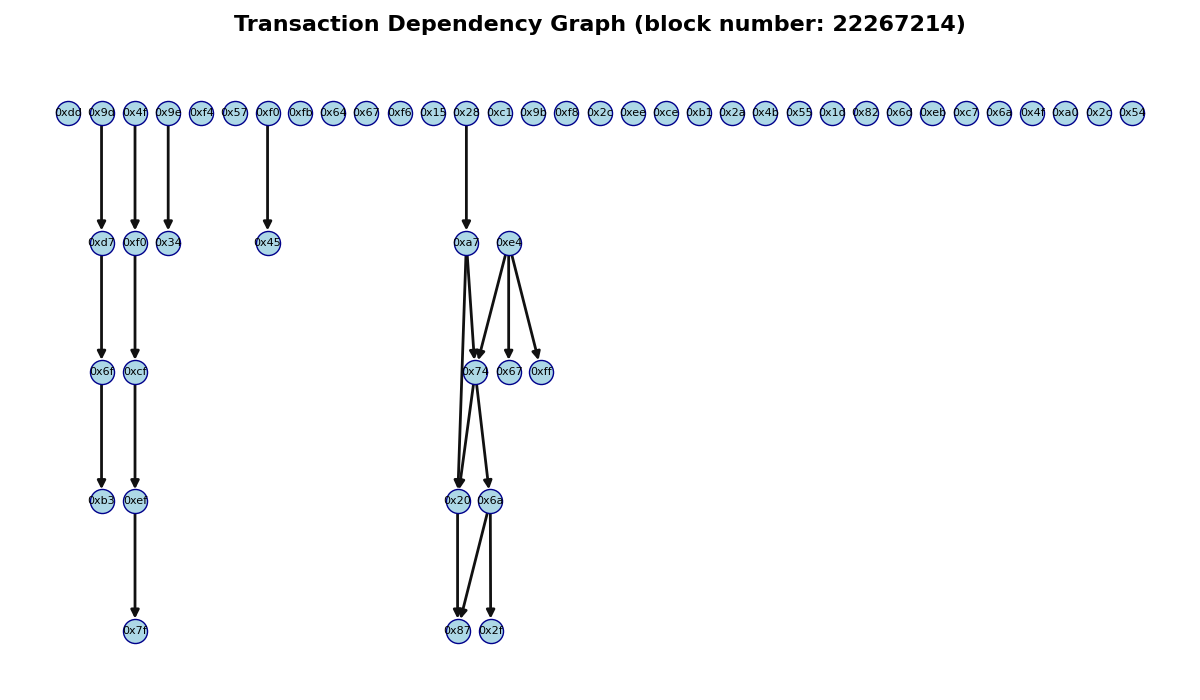 Transaction Dependency Graph (block number: 22267214)
0xdd 0x9d 0x4f 0x9e 0xf4 0x57 0xf0 0xfb 0x64 0x67 0xf6 0x15 0x28 0xc1 0x9b 0xf8 0x2c 0xee 0xce 0xb1 0x2a 0x4b 0x55 0x1d 0x82 0x6d 0xeb 0xc7 0x6a 0x4f 0xa0 0x2c 0x54
0xd7 0xf0 0x34 0x45 0xa7 0xe4
0x6f 0xcf 0x74 0x67 0xff
0xb3 0xef 0x20 0x6a
0x7f 0x87 0x2f